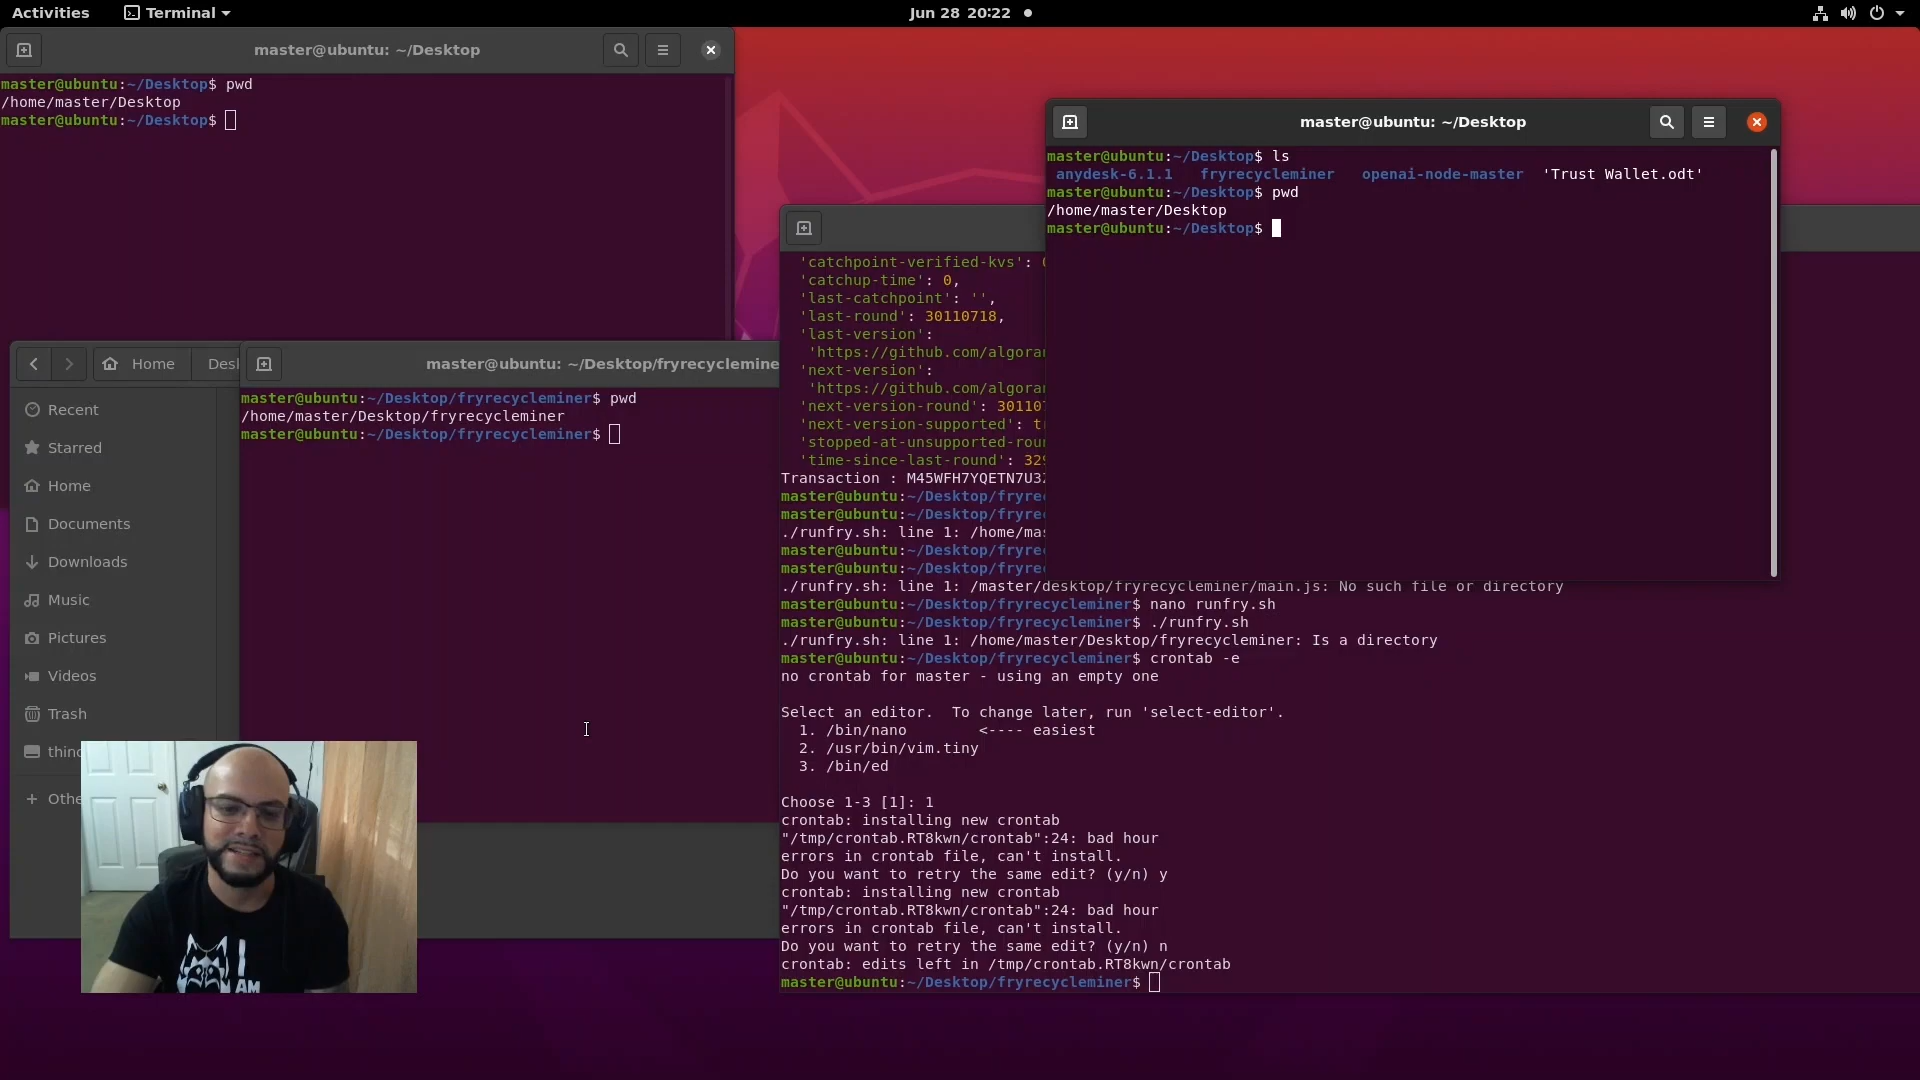 Activities
Terminal
Jun 28 20:22
master@ubuntu: ~/Desktop
master@ubuntu:~/Desktop$ pwd
/home/master/Desktop
master@ubuntu:~/Desktop$
master@ubuntu: ~/Desktop
master@ubuntu:~/Desktop$ ls
anydesk-6.1.1 fryrecycleminer openai-node-master 'Trust Wallet.odt'
master@ubuntu:~/Desktop$ pwd
/home/master/Desktop
master@ubuntu:~/Desktop$
Home
Desl
Recent
Starred
Home
Documents
Downloads
Music
Pictures
Videos
Trash
thinc
+ Othe
master@ubuntu: ~/Desktop/fryrecyclemine
master@ubuntu:~/Desktop/fryrecycleminer$ pwd
/home/master/Desktop/fryrecycleminer
master@ubuntu:~/Desktop/fryrecycleminer$
'catchpoint-verified-kvs':
'catchup-time': 0,
'last-catchpoint': '',
'last-round': 30110718,
'last-version':
'https://github.com/algora
'next-version':
'https://github.com/algora
'next-version-round': 30110
'next-version-supported': t
'stopped-at-unsupported-rou
'time-since-last-round': 32
Transaction : M45WFH7YQETN7U3
master@ubuntu:~/Desktop/frye
master@ubuntu:~/Desktop/frye
./runfry.sh: line 1: /home/ma
master@ubuntu:~/Desktop/frye
master@ubuntu:~/Desktop/frye
./runfry.sh: line 1: /master/desktop/fryrecycleminer/main.js: No such file or directory
master@ubuntu:~/Desktop/fryrecycleminer$ nano runfry.sh
master@ubuntu:~/Desktop/fryrecycleminer$ ./runfry.sh
./runfry.sh: line 1: /home/master/Desktop/fryrecycleminer: Is a directory
master@ubuntu:~/Desktop/fryrecycleminer$ crontab -e
no crontab for master - using an empty one
Select an editor.  To change later, run 'select-editor'.
1. /bin/nano        <---- easiest
2. /usr/bin/vim.tiny
3. /bin/ed
Choose 1-3 [1]: 1
crontab: installing new crontab
"/tmp/crontab.RT8kwn/crontab":24: bad hour
errors in crontab file, can't install.
Do you want to retry the same edit? (y/n) y
crontab: installing new crontab
"/tmp/crontab.RT8kwn/crontab":24: bad hour
errors in crontab file, can't install.
Do you want to retry the same edit? (y/n) n
crontab: edits left in /tmp/crontab.RT8kwn/crontab
master@ubuntu:~/Desktop/fryrecycleminer$
I
AM